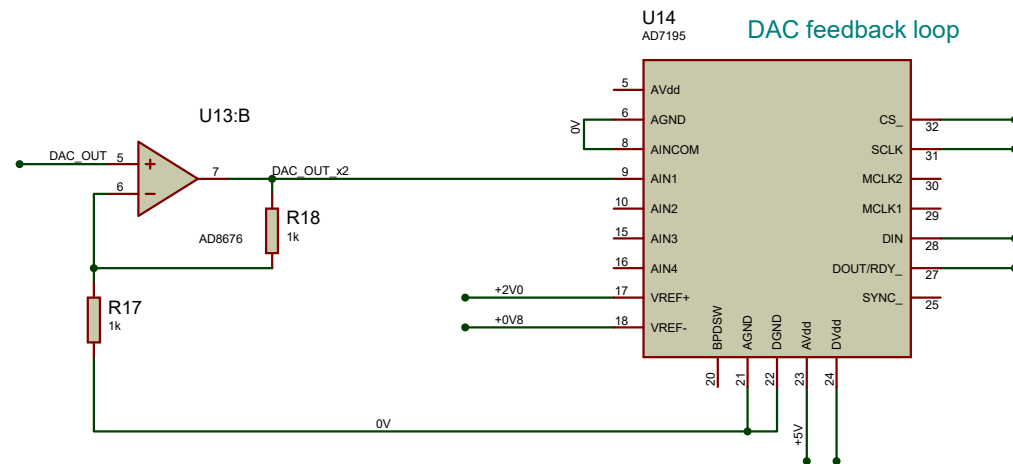 U14
AD7195
DAC feedback loop
U13:B
DAC_OUT
5
+
6
−
7
DAC_OUT_x2
AD8676
R18
1k
R17
1k
0V
0V
+2V0
+0V8
+5V
5
AVdd
6
AGND
8
AINCOM
9
AIN1
10
AIN2
15
AIN3
16
AIN4
17
VREF+
18
VREF-
CS_
32
SCLK
31
MCLK2
30
MCLK1
29
DIN
28
DOUT/RDY_
27
SYNC_
25
BPDSW
20
AGND
21
DGND
22
AVdd
23
DVdd
24